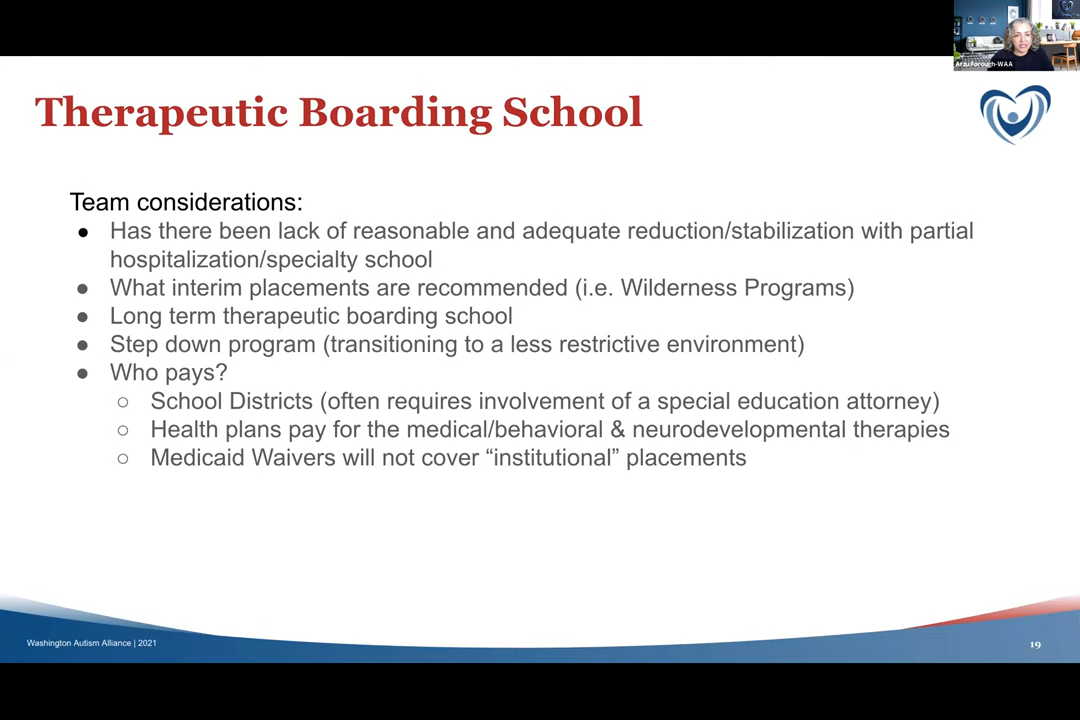 Arzu Forough-WAA
Therapeutic Boarding School
Team considerations:
● Has there been lack of reasonable and adequate reduction/stabilization with partial
hospitalization/specialty school
● What interim placements are recommended (i.e. Wilderness Programs)
● Long term therapeutic boarding school
● Step down program (transitioning to a less restrictive environment)
● Who pays?
○ School Districts (often requires involvement of a special education attorney)
○ Health plans pay for the medical/behavioral & neurodevelopmental therapies
○ Medicaid Waivers will not cover “institutional” placements
Washington Autism Alliance | 2021
19